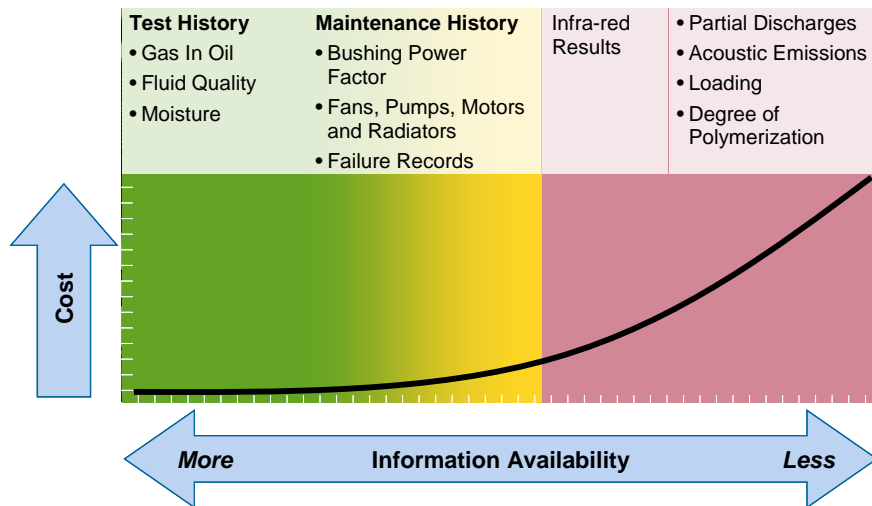 Test History
• Gas In Oil
• Fluid Quality
• Moisture
Maintenance History
• Bushing Power
Factor
• Fans, Pumps, Motors
and Radiators
• Failure Records
Infra-red
Results
• Partial Discharges
• Acoustic Emissions
• Loading
• Degree of
Polymerization
Cost
More Information Availability Less